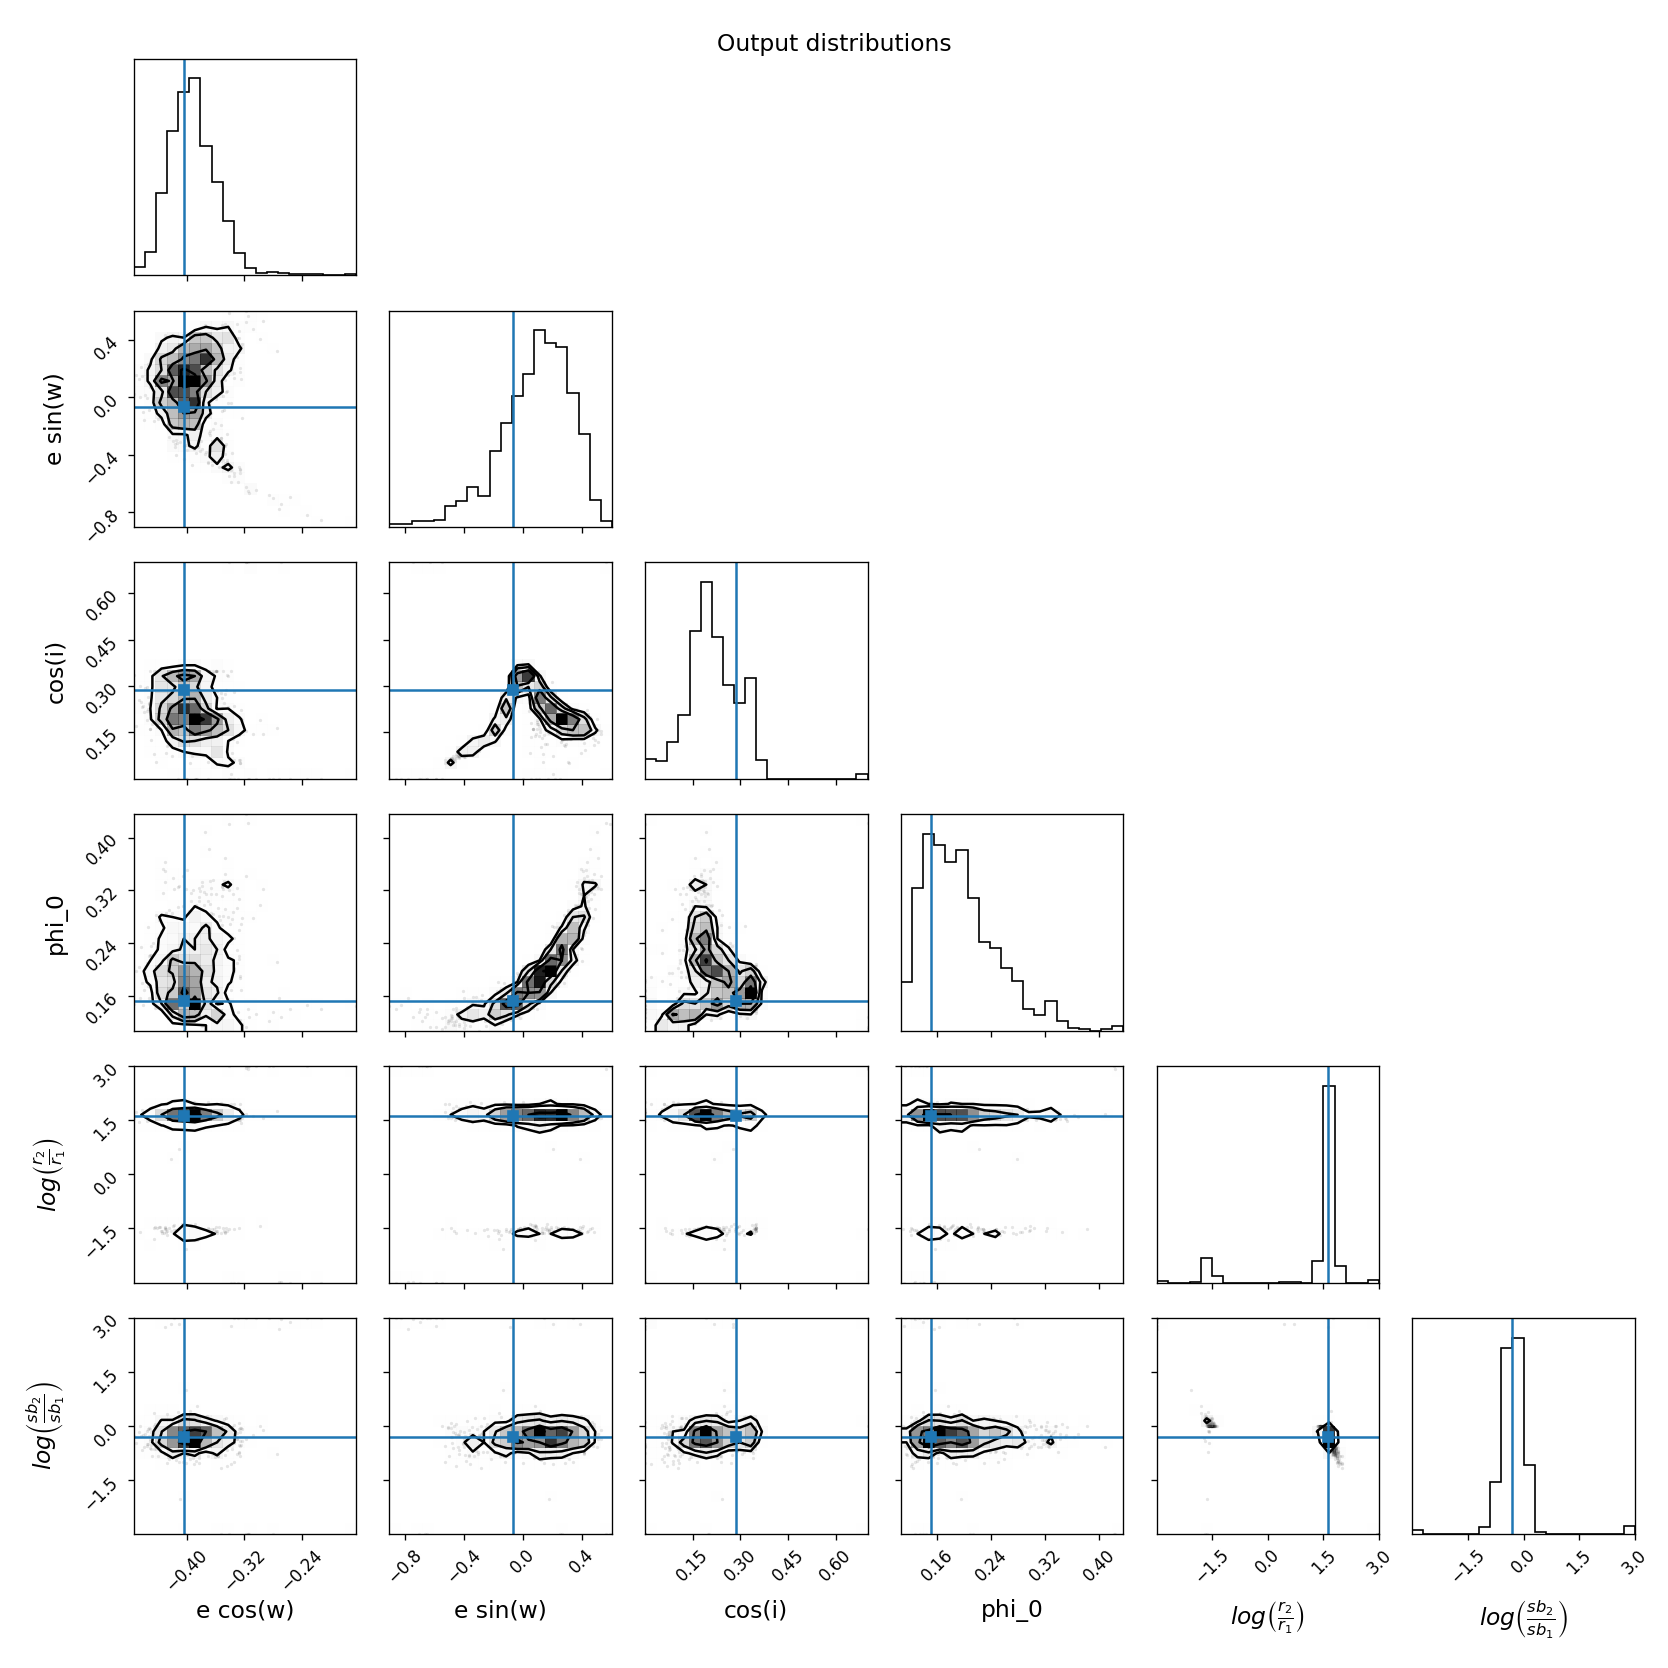 Output distributions
e sin(w)
0.4
0.0
−0.4
−0.8
cos(i)
0.60
0.45
0.30
0.15
phi_0
0.40
0.32
0.24
0.16
log(r2/r1)
3.0
1.5
0.0
−1.5
log(sb2/sb1)
3.0
1.5
0.0
−1.5
−0.40 −0.32 −0.24
−0.8 −0.4 0.0 0.4
0.15 0.30 0.45 0.60
0.16 0.24 0.32 0.40
−1.5 0.0 1.5 3.0
−1.5 0.0 1.5 3.0
e cos(w)
e sin(w)
cos(i)
phi_0
log(r2/r1)
log(sb2/sb1)